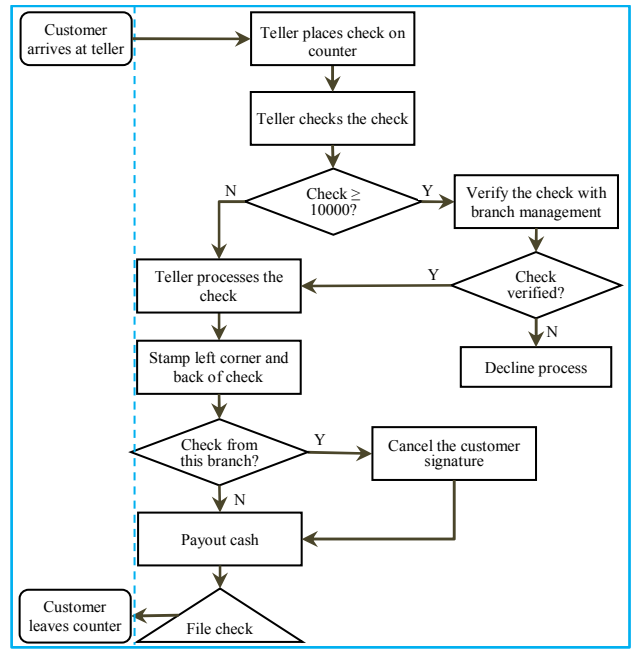 Customer
arrives at teller
Teller places check on
counter
Teller checks the check
Check ≥
10000?
N
Y
Verify the check with
branch management
Teller processes the
check
Y
Check
verified?
N
Decline process
Stamp left corner and
back of check
Check from
this branch?
Y
Cancel the customer
signature
N
Payout cash
Customer
leaves counter
File check